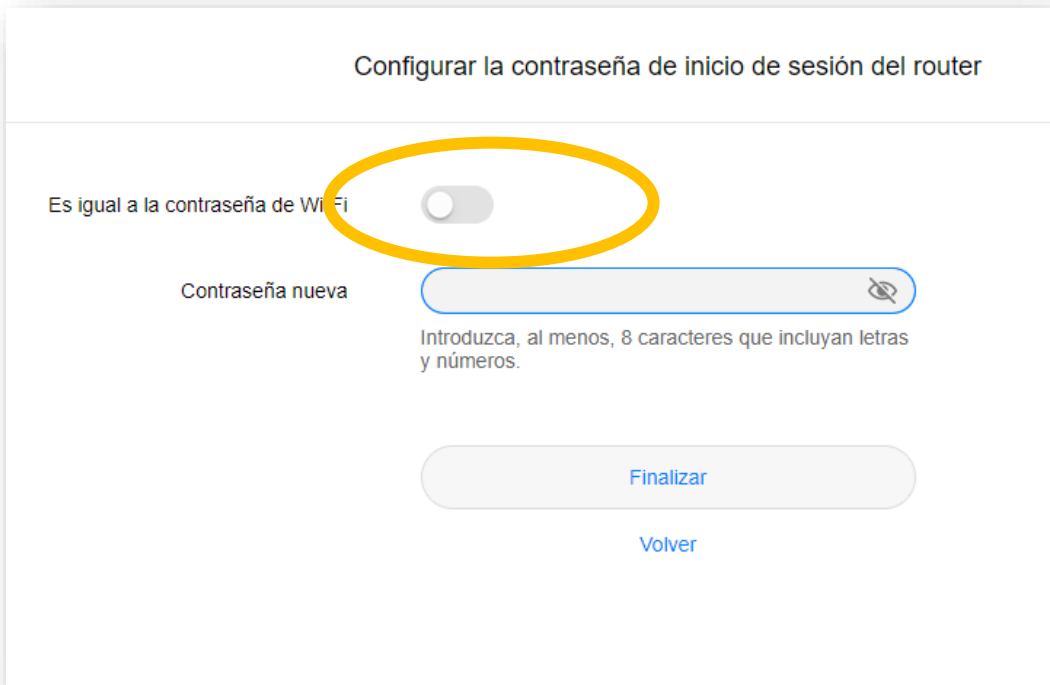 Configurar la contraseña de inicio de sesión del router
Es igual a la contraseña de Wi-Fi
Contraseña nueva
Introduzca, al menos, 8 caracteres que incluyan letras
y números.
Finalizar
Volver